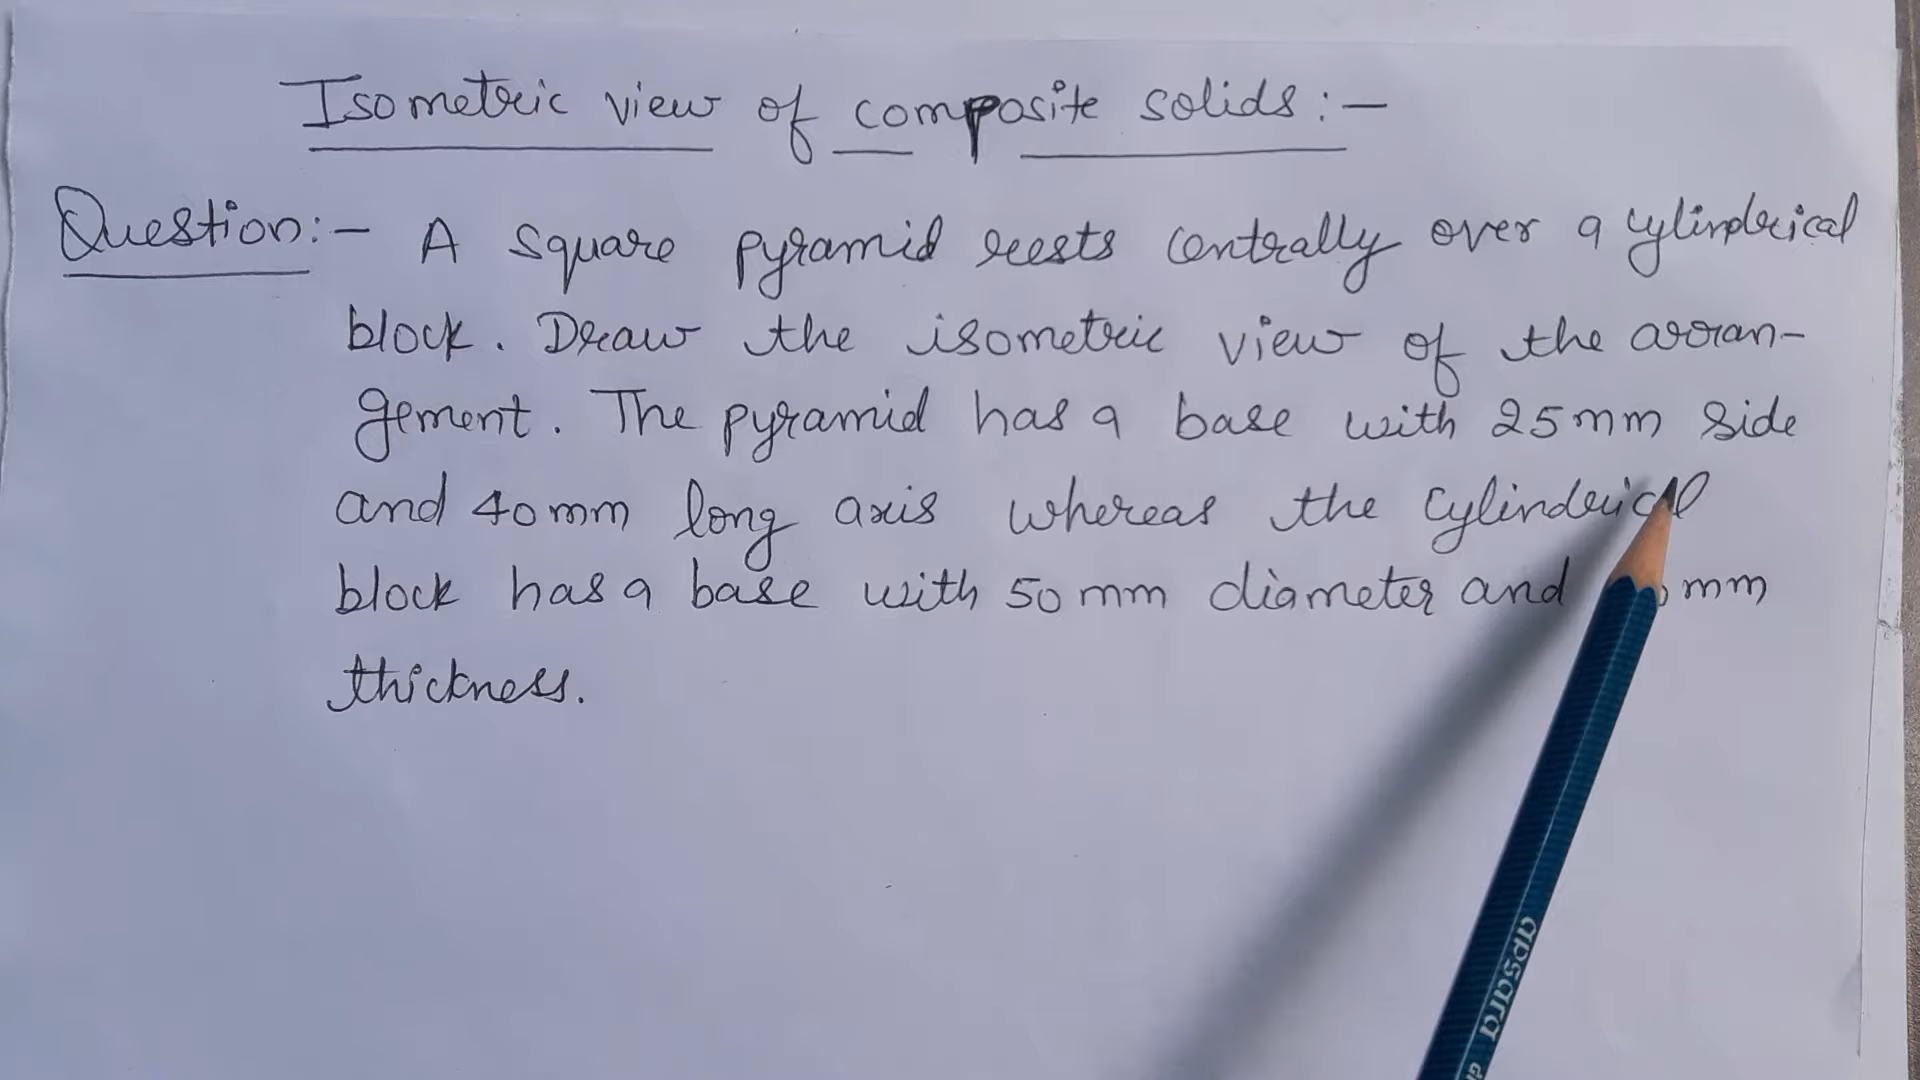 Isometric view of composite solids:-
Question:- A square pyramid rests centrally over a cylindrical
block. Draw the isometric view of the arran-
gement. The pyramid has a base with 25mm side
and 40mm long axis whereas the cylindrical
block has a base with 50mm diameter and mm
thickness.
apsara